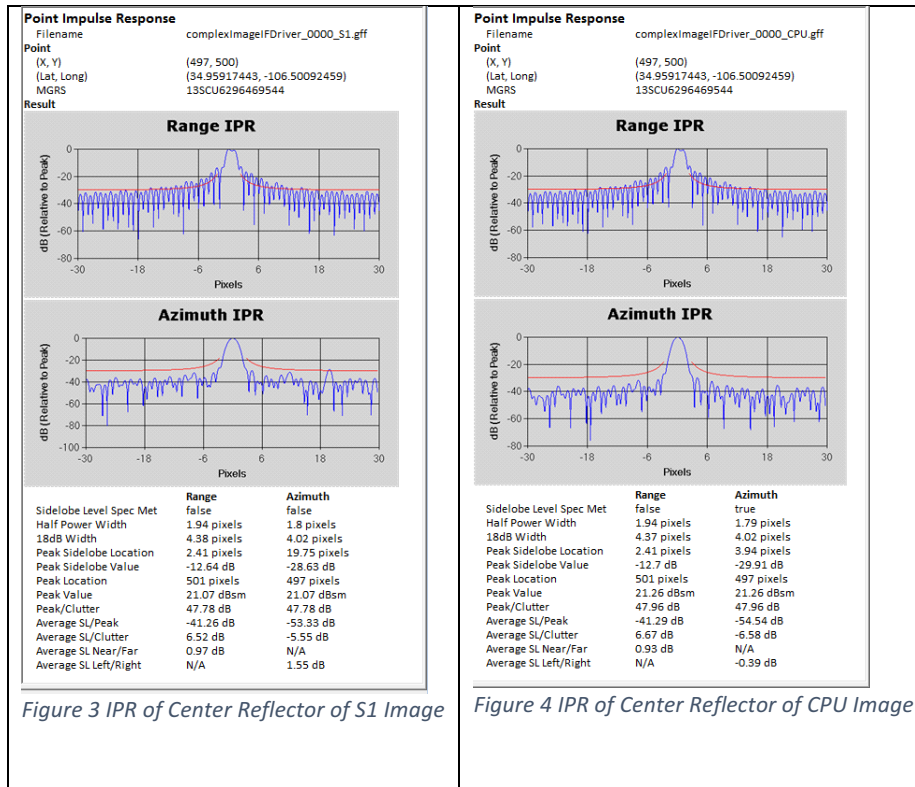 Point Impulse Response
Filename complexImageIFDriver_0000_S1.gff
Point
(X, Y) (497, 500)
(Lat, Long) (34.95917443, -106.50092459)
MGRS 13SCU6296469544
Result
Range IPR
dB (Relative to Peak)
0
-20
-40
-60
-80
-30 -18 -6 6 18 30
Pixels
Azimuth IPR
dB (Relative to Peak)
0
-20
-40
-60
-80
-100
-30 -18 -6 6 18 30
Pixels
Range Azimuth
Sidelobe Level Spec Met false false
Half Power Width 1.94 pixels 1.8 pixels
18dB Width 4.38 pixels 4.02 pixels
Peak Sidelobe Location 2.41 pixels 19.75 pixels
Peak Sidelobe Value -12.64 dB -28.63 dB
Peak Location 501 pixels 497 pixels
Peak Value 21.07 dBsm 21.07 dBsm
Peak/Clutter 47.78 dB 47.78 dB
Average SL/Peak -41.26 dB -53.33 dB
Average SL/Clutter 6.52 dB -5.55 dB
Average SL Near/Far 0.97 dB N/A
Average SL Left/Right N/A 1.55 dB
Figure 3 IPR of Center Reflector of S1 Image
Point Impulse Response
Filename complexImageIFDriver_0000_CPU.gff
Point
(X, Y) (497, 500)
(Lat, Long) (34.95917443, -106.50092459)
MGRS 13SCU6296469544
Result
Range IPR
dB (Relative to Peak)
0
-20
-40
-60
-80
-30 -18 -6 6 18 30
Pixels
Azimuth IPR
dB (Relative to Peak)
0
-20
-40
-60
-80
-30 -18 -6 6 18 30
Pixels
Range Azimuth
Sidelobe Level Spec Met false true
Half Power Width 1.94 pixels 1.79 pixels
18dB Width 4.37 pixels 4.02 pixels
Peak Sidelobe Location 2.41 pixels 3.94 pixels
Peak Sidelobe Value -12.7 dB -29.91 dB
Peak Location 501 pixels 497 pixels
Peak Value 21.26 dBsm 21.26 dBsm
Peak/Clutter 47.96 dB 47.96 dB
Average SL/Peak -41.29 dB -54.54 dB
Average SL/Clutter 6.67 dB -6.58 dB
Average SL Near/Far 0.93 dB N/A
Average SL Left/Right N/A -0.39 dB
Figure 4 IPR of Center Reflector of CPU Image